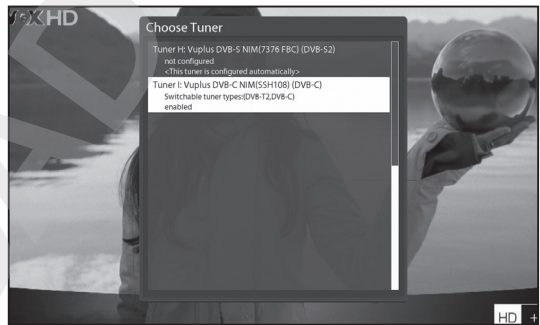 HD
Choose Tuner
Tuner H: Vuplus DVB-S NIM(7376 FBC) (DVB-S2)
not configured
<This tuner is configured automatically>
Tuner I: Vuplus DVB-C NIM(SSH108) (DVB-C)
Switchable tuner types:(DVB-T2,DVB-C)
enabled
HD +